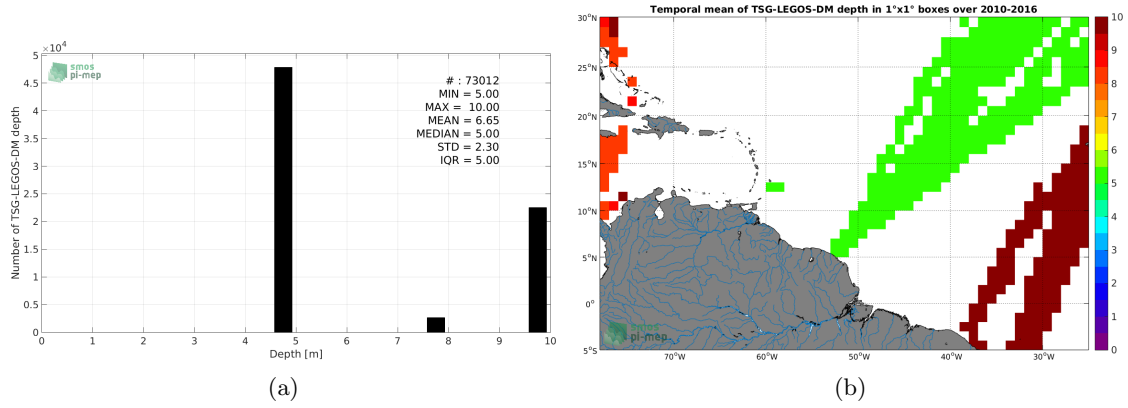 ×10⁴
smos
pi-mep
# : 73012
MIN = 5.00
MAX = 10.00
MEAN = 6.65
MEDIAN = 5.00
STD = 2.30
IQR = 5.00
Number of TSG-LEGOS-DM depth
5
4.5
4
3.5
3
2.5
2
1.5
1
0.5
0
0 1 2 3 4 5 6 7 8 9 10
Depth [m]
(a)
Temporal mean of TSG-LEGOS-DM depth in 1°x1° boxes over 2010-2016
30°N
25°N
20°N
15°N
10°N
5°N
0°
5°S
70°W 60°W 50°W 40°W 30°W
smos
pi-mep
10
9
8
7
6
5
4
3
2
1
0
(b)